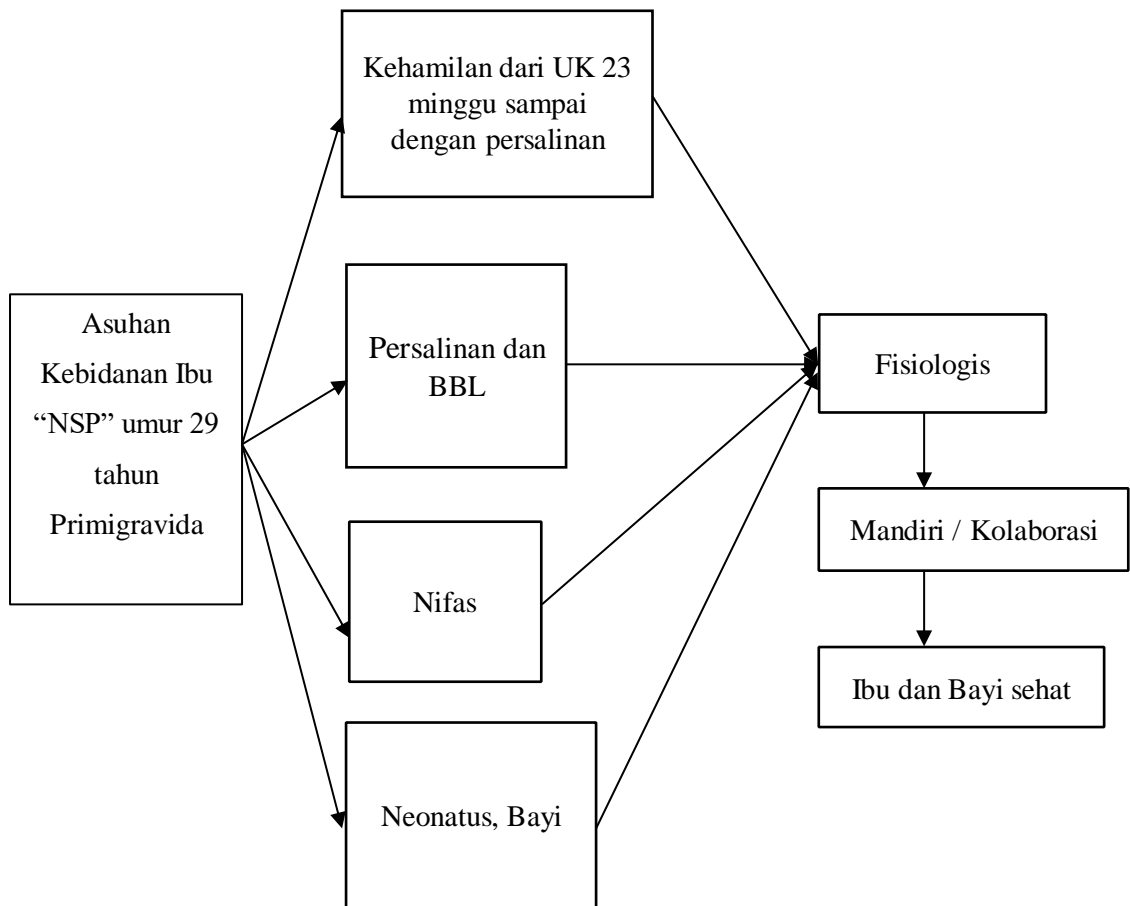 Kehamilan dari UK 23
minggu sampai
dengan persalinan
Asuhan
Kebidanan Ibu
“NSP” umur 29
tahun
Primigravida
Persalinan dan
BBL
Nifas
Neonatus, Bayi
Fisiologis
Mandiri / Kolaborasi
Ibu dan Bayi sehat